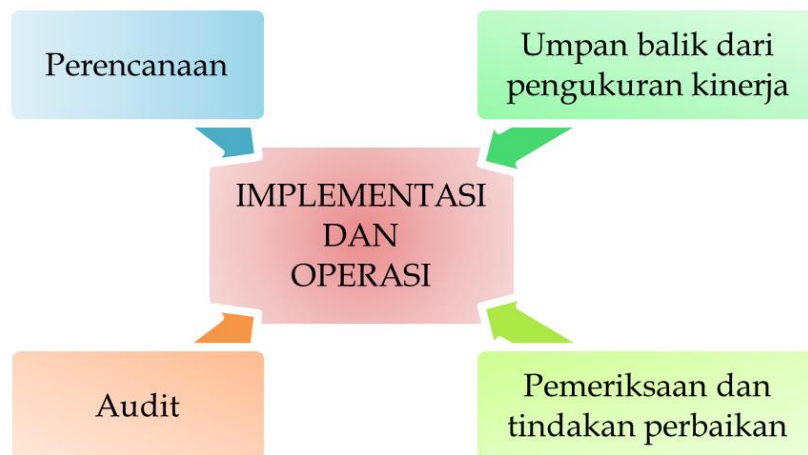 Perencanaan
Umpan balik dari
pengukuran kinerja
IMPLEMENTASI
DAN
OPERASI
Audit
Pemeriksaan dan
tindakan perbaikan